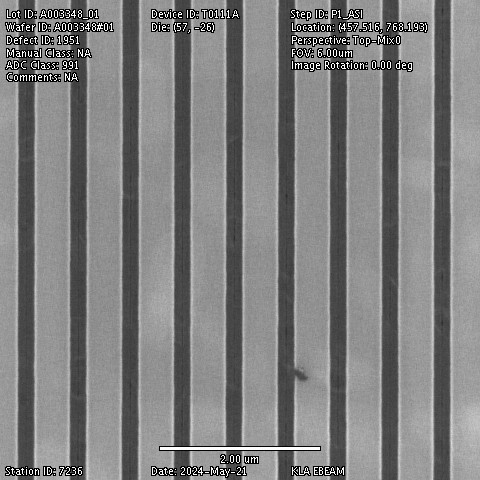 Lot ID: A003348_01
Wafer ID: A003348#01
Defect ID: 1951
Manual Class: NA
ADC Class: 991
Comments: NA
Device ID: T0111A
Die: (57, -26)
Step ID: P1_ASI
Location: (457.516, 768.193)
Perspective: Top-Mix0
FOV: 6.00um
Image Rotation: 0.00 deg
2.00 um
Station ID: 7236
Date: 2024-May-21
KLA EBEAM